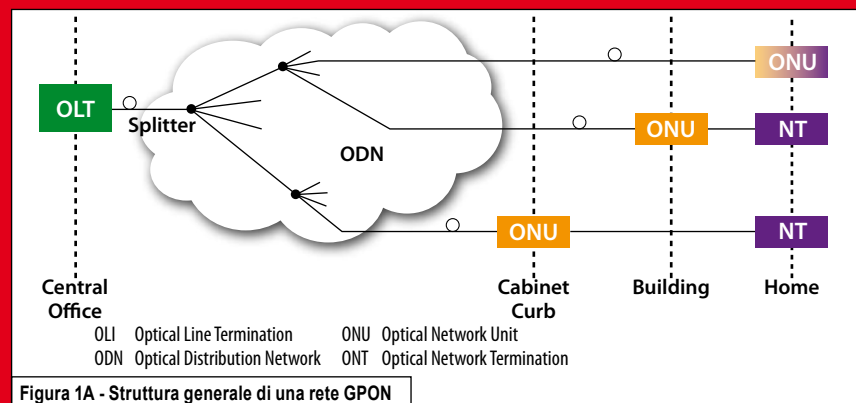 ONU
OLT
Splitter
ODN
ONU
NT
ONU
NT
Central
Office
Cabinet
Curb
Building
Home
OLI Optical Line Termination ONU Optical Network Unit
ODN Optical Distribution Network ONT Optical Network Termination
Figura 1A - Struttura generale di una rete GPON